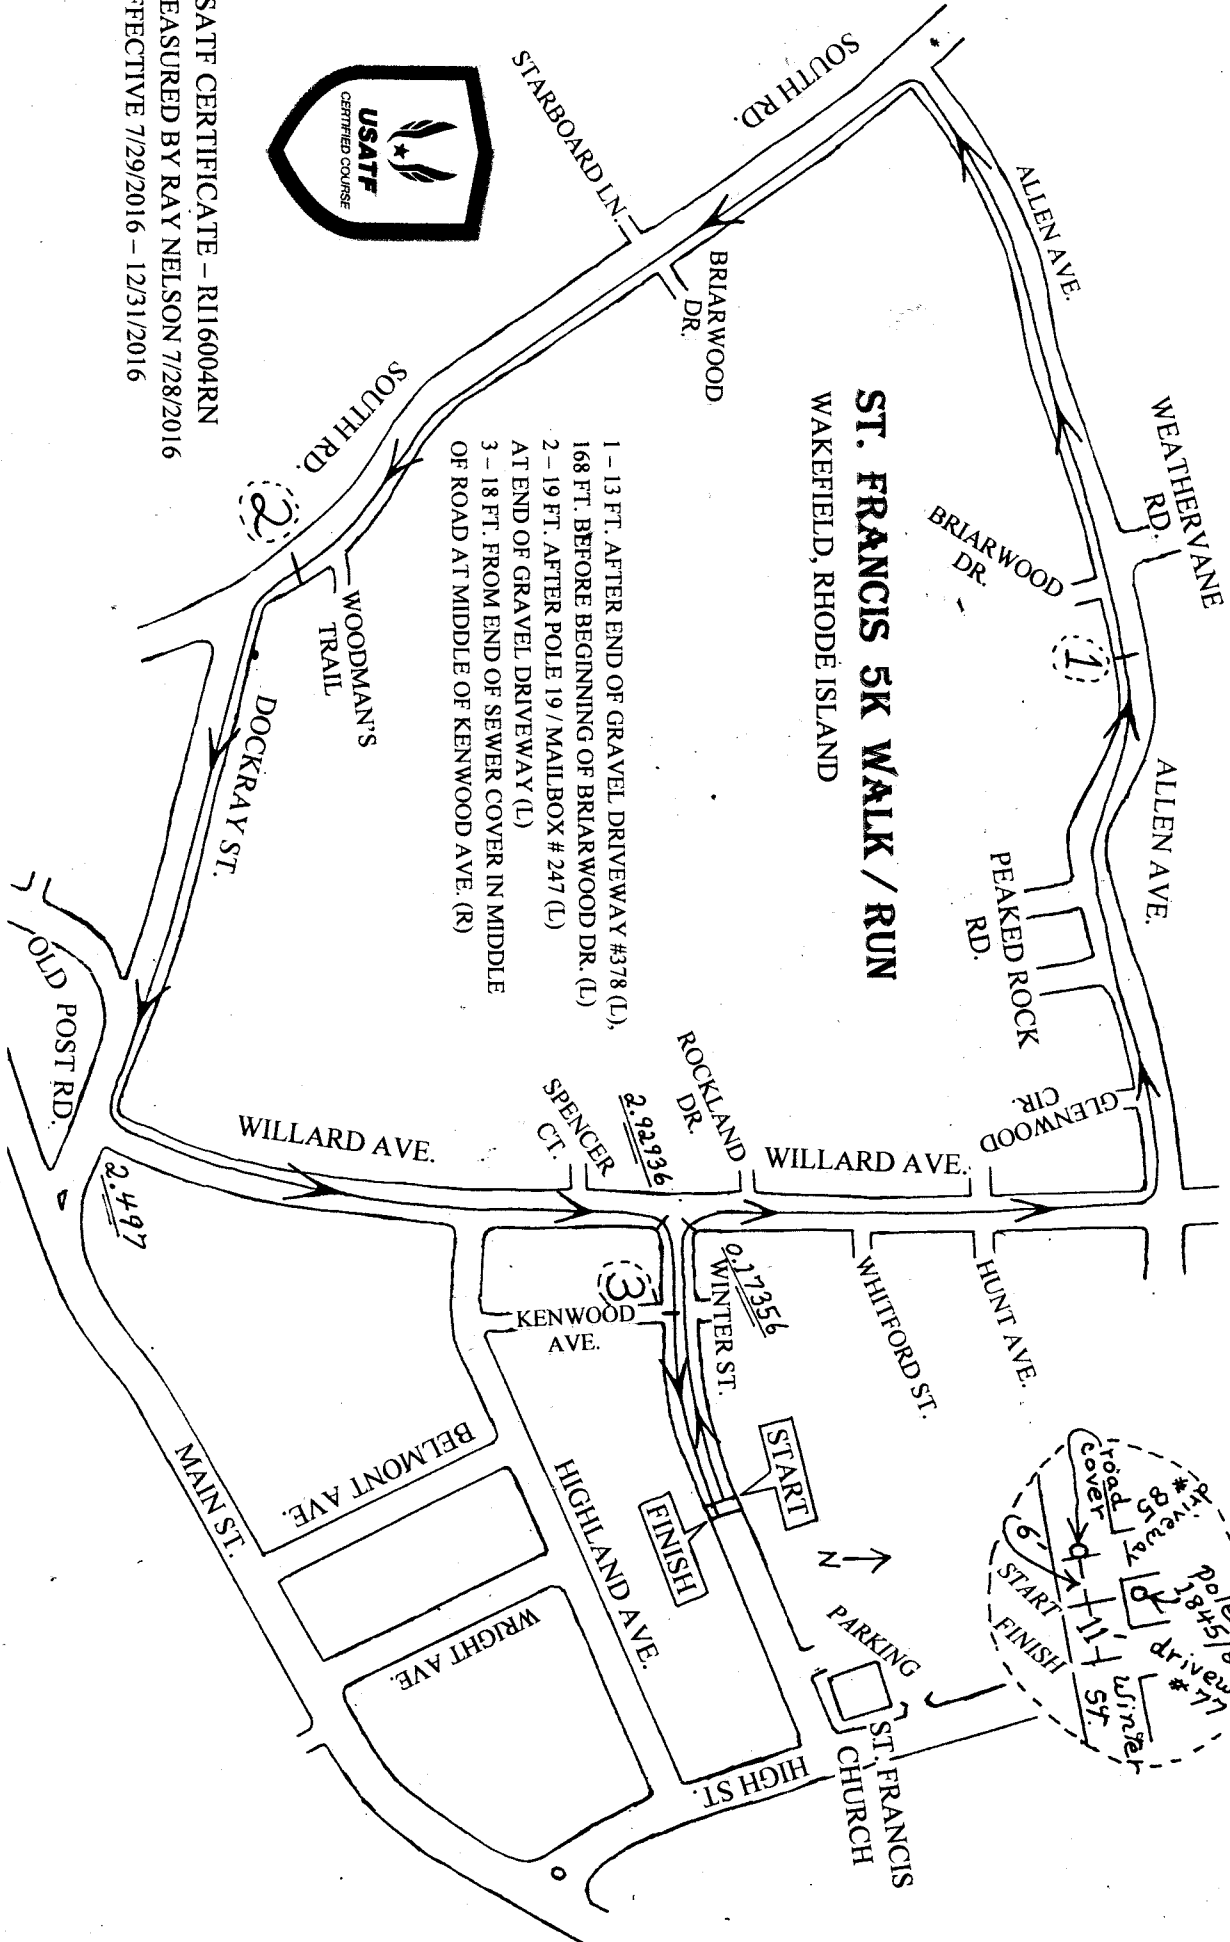 ST. FRANCIS 5K WALK / RUN
WAKEFIELD, RHODE ISLAND
1 – 13 FT. AFTER END OF GRAVEL DRIVEWAY #378 (L),
168 FT. BEFORE BEGINNING OF BRIARWOOD DR. (L)
2 – 19 FT. AFTER POLE 19 / MAILBOX # 247 (L)
AT END OF GRAVEL DRIVEWAY (L)
3 – 18 FT. FROM END OF SEWER COVER IN MIDDLE
OF ROAD AT MIDDLE OF KENWOOD AVE. (R)
SOUTH RD.
STARBOARD LN.
BRIARWOOD
DR.
ALLEN AVE.
WEATHERVANE
RD.
BRIARWOOD
DR.
1
ALLEN AVE.
PEAKED ROCK
RD.
GLENWOOD
CIR.
SOUTH RD.
2
WOODMAN'S
TRAIL
DOCKRAY ST.
OLD POST RD.
2.497
WILLARD AVE.
SPENCER
CT.
2.92936
ROCKLAND
DR.
WILLARD AVE.
0.17356
3
KENWOOD
AVE.
WINTER ST.
WHITFORD ST.
HUNT AVE.
START
FINISH
N
PARKING
ST. FRANCIS
CHURCH
HIGH ST.
HIGHLAND AVE.
BELMONT AVE.
WRIGHT AVE.
MAIN ST.
driveway
# 85
road
cover
6'
START
11'
FINISH
#77
Winter
St.
USATF
CERTIFIED COURSE
SATF CERTIFICATE – RI16004RN
EASURED BY RAY NELSON 7/28/2016
FFECTIVE 7/29/2016 – 12/31/2016